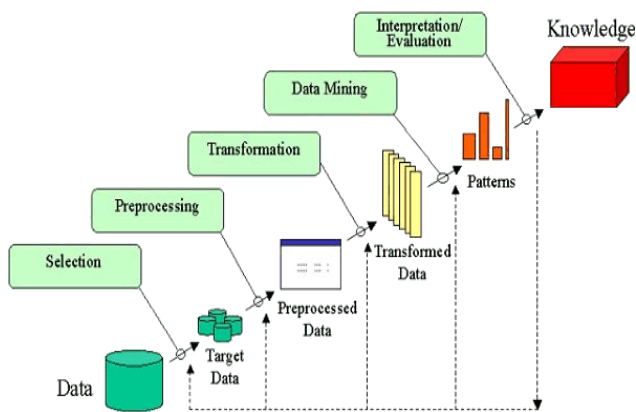 Interpretation/
Evaluation
Knowledge
Data Mining
Transformation
Patterns
Preprocessing
Transformed
Data
Selection
Preprocessed
Data
Target
Data
Data